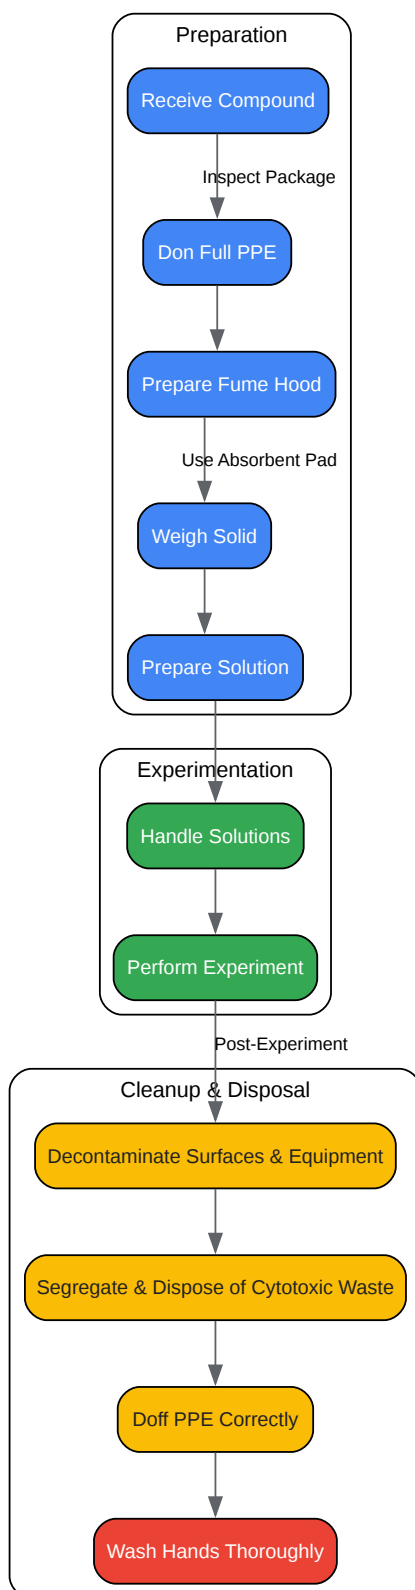 Preparation
Receive Compound
Inspect Package
Don Full PPE
Prepare Fume Hood
Use Absorbent Pad
Weigh Solid
Prepare Solution
Experimentation
Handle Solutions
Perform Experiment
Post-Experiment
Cleanup & Disposal
Decontaminate Surfaces & Equipment
Segregate & Dispose of Cytotoxic Waste
Doff PPE Correctly
Wash Hands Thoroughly